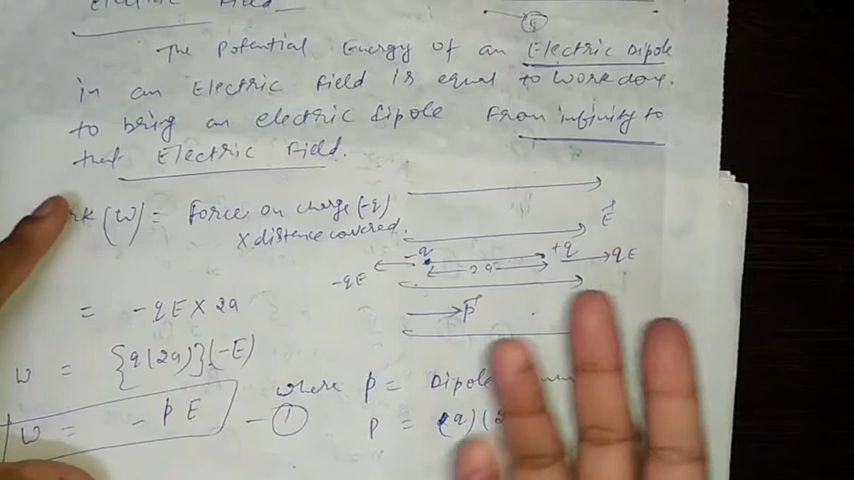 Electric Field
The Potential Energy of an Electric Dipole
in an Electric Field is equal to work done.
to bring an electric dipole from infinity to
that Electric Field.
(W) = Force on charge (-q)
X distance covered.
= -qE X 2a
W = {q(2a)}(-E)
W = - PE - (1)
E
-q +q
-qE 2a qE
p
where p =
p = (q)